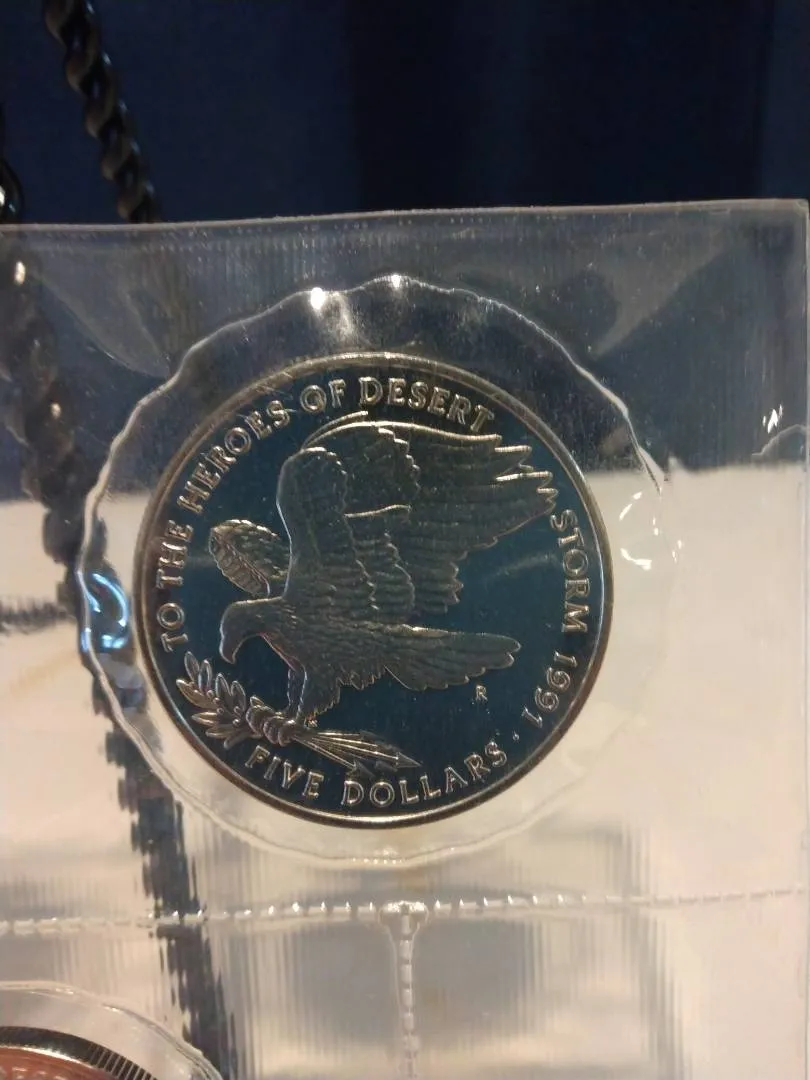 TO THE HEROES OF DESERT STORM 1991 ·
FIVE DOLLARS
R